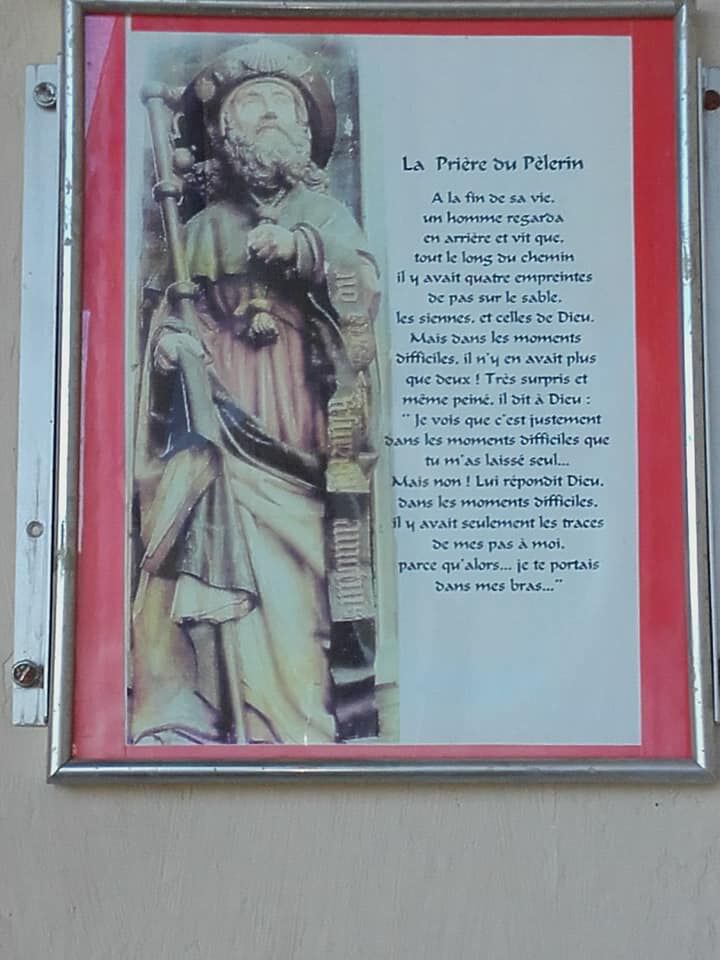 La Prière du Pèlerin
A la fin de sa vie,
un homme regarda
en arrière et vit que,
tout le long du chemin
il y avait quatre empreintes
de pas sur le sable,
les siennes, et celles de Dieu.
Mais dans les moments
difficiles, il n'y en avait plus
que deux ! Très surpris et
même peiné, il dit à Dieu :
¨ Je vois que c'est justement
dans les moments difficiles que
tu m'as laissé seul...
Mais non ! Lui répondit Dieu,
dans les moments difficiles,
il y avait seulement les traces
de mes pas à moi,
parce qu'alors... je te portais
dans mes bras...¨